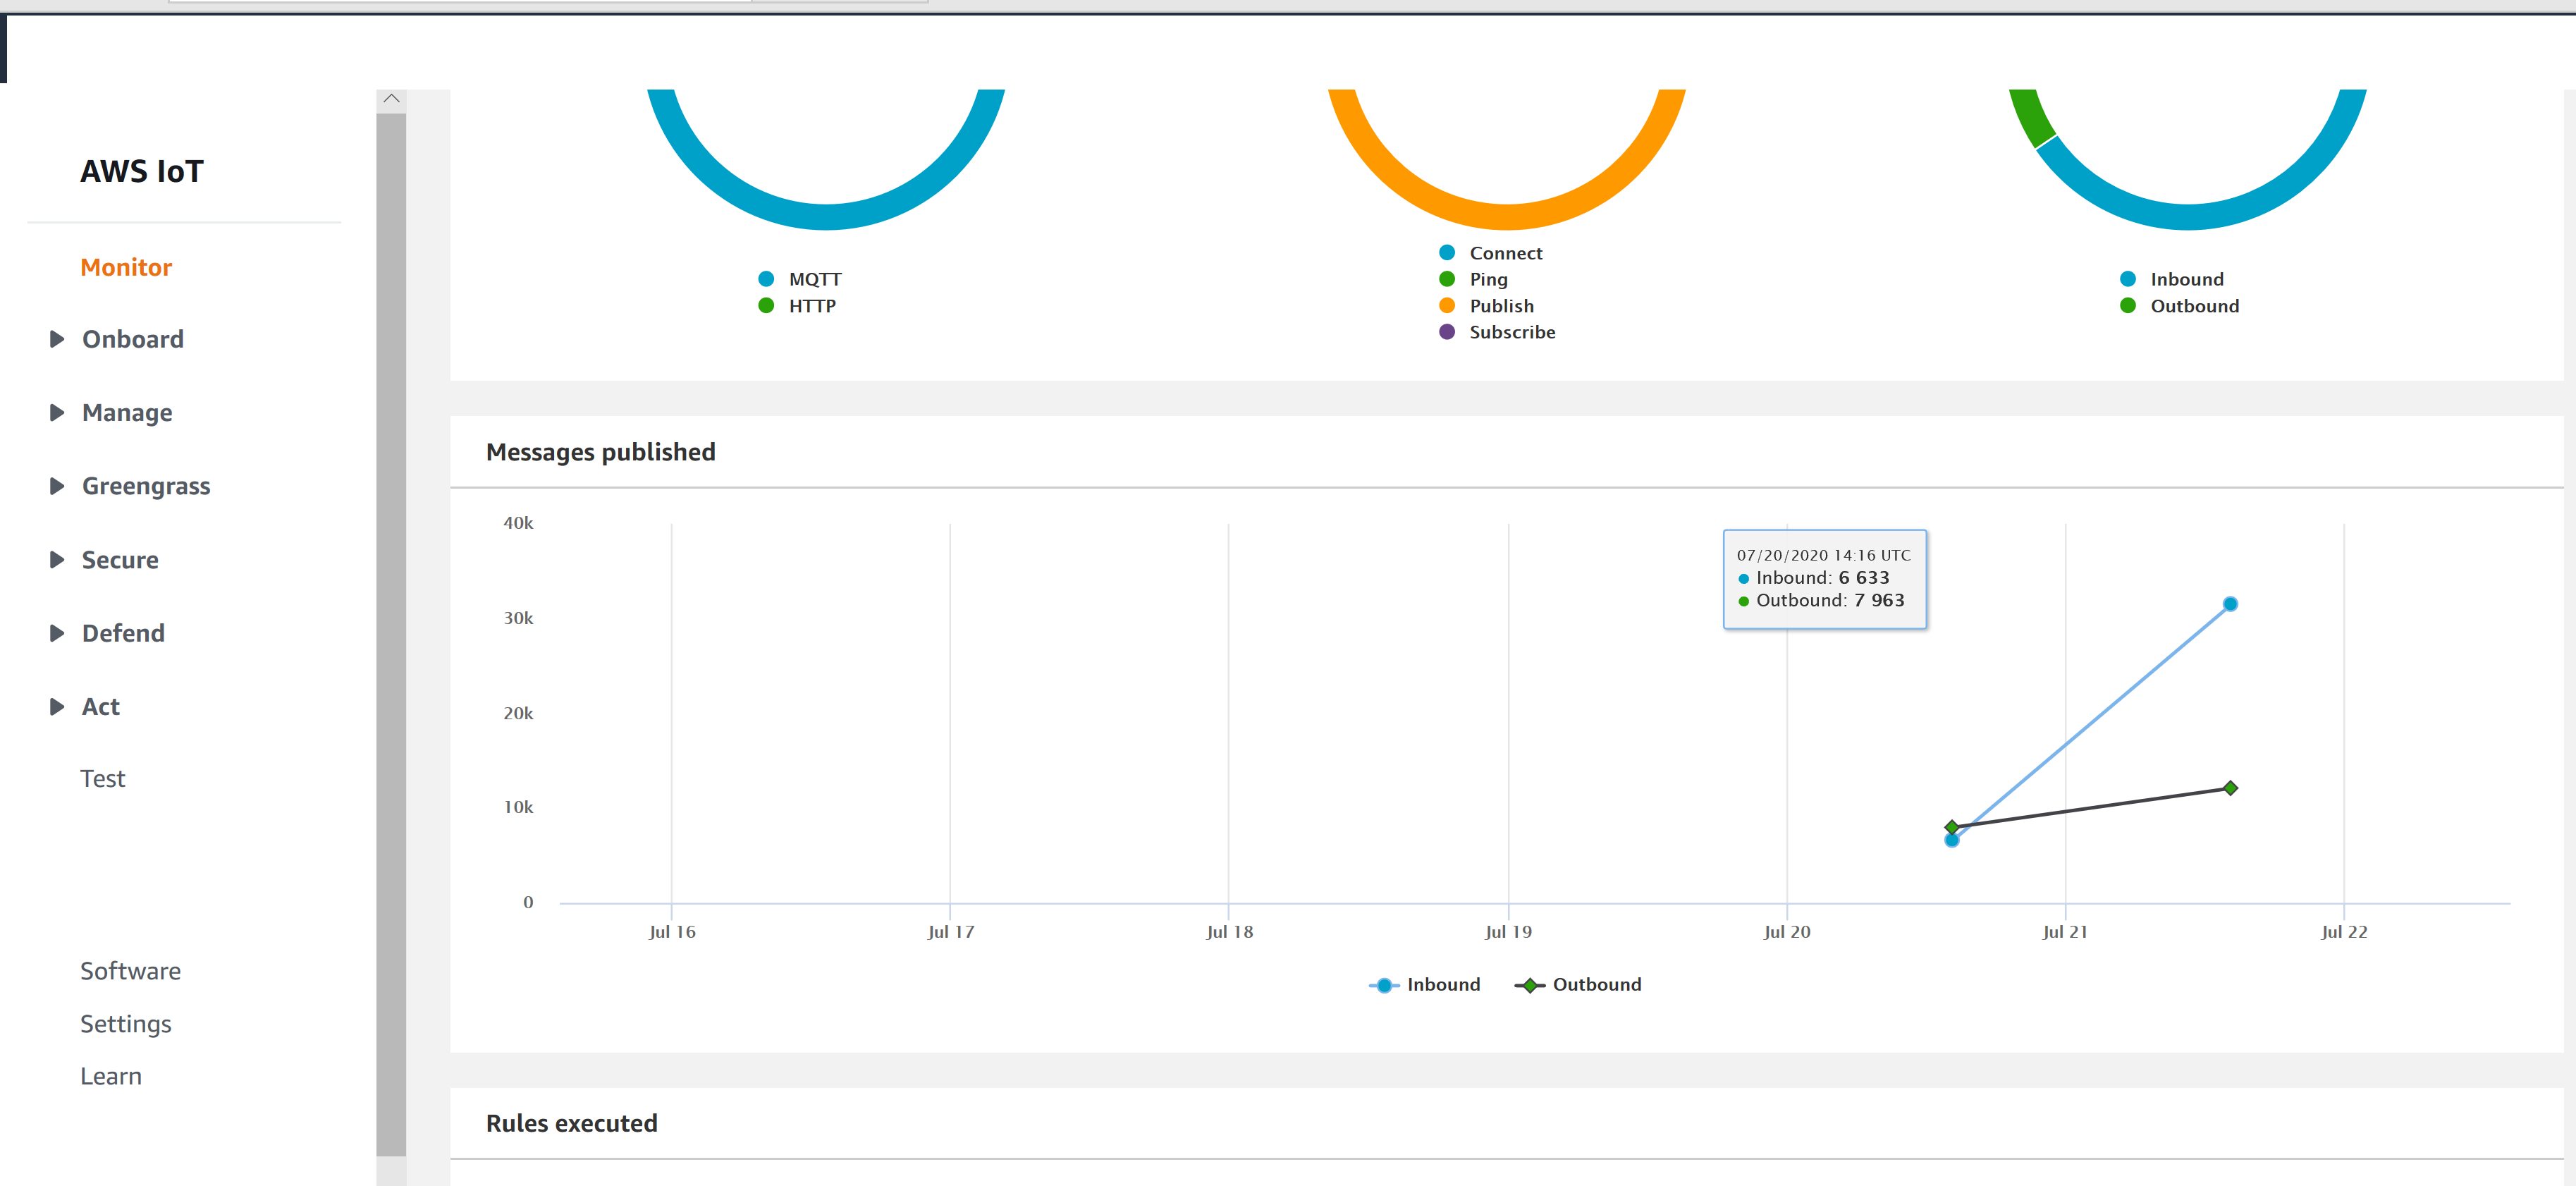 AWS IoT
Monitor
Onboard
Manage
Greengrass
Secure
Defend
Act
Test
Software
Settings
Learn
MQTT
HTTP
Connect
Ping
Publish
Subscribe
Inbound
Outbound
Messages published
40k
30k
20k
10k
0
07/20/2020 14:16 UTC
Inbound: 6 633
Outbound: 7 963
Jul 16 Jul 17 Jul 18 Jul 19 Jul 20 Jul 21 Jul 22
Inbound Outbound
Rules executed